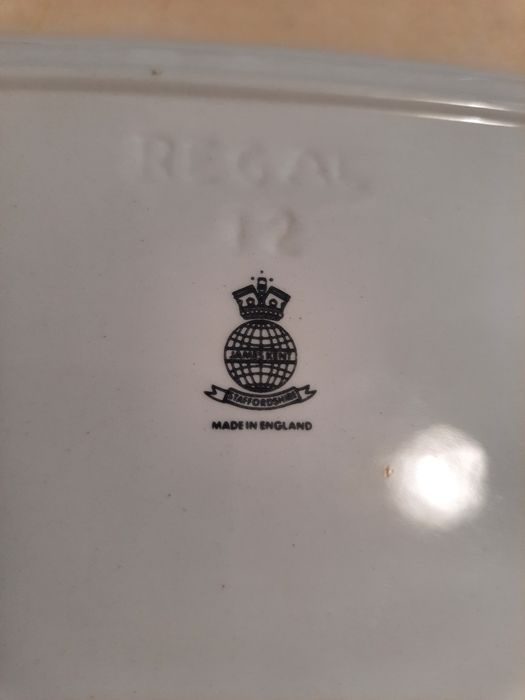 REGAL
12
JAMES KENT
STAFFORDSHIRE
MADE IN ENGLAND